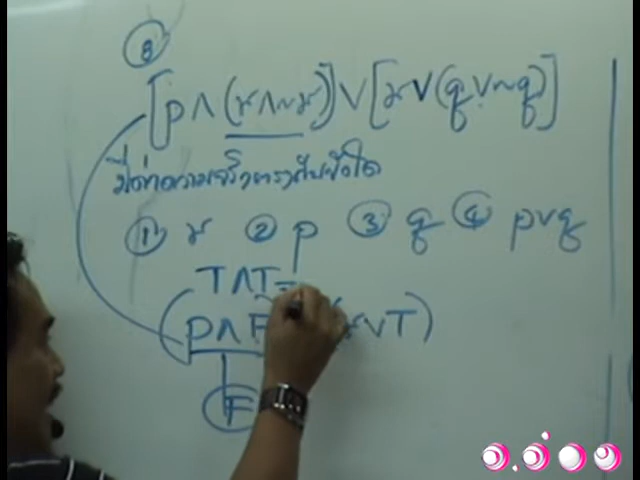 8
[p∧(r∧~r)]∨[r∨(q∨~q)]
มีค่าความจริงตรงกับข้อใด
① r ② p ③ q ④ p∨q
T∧T=
(p∧F r∨T)
F